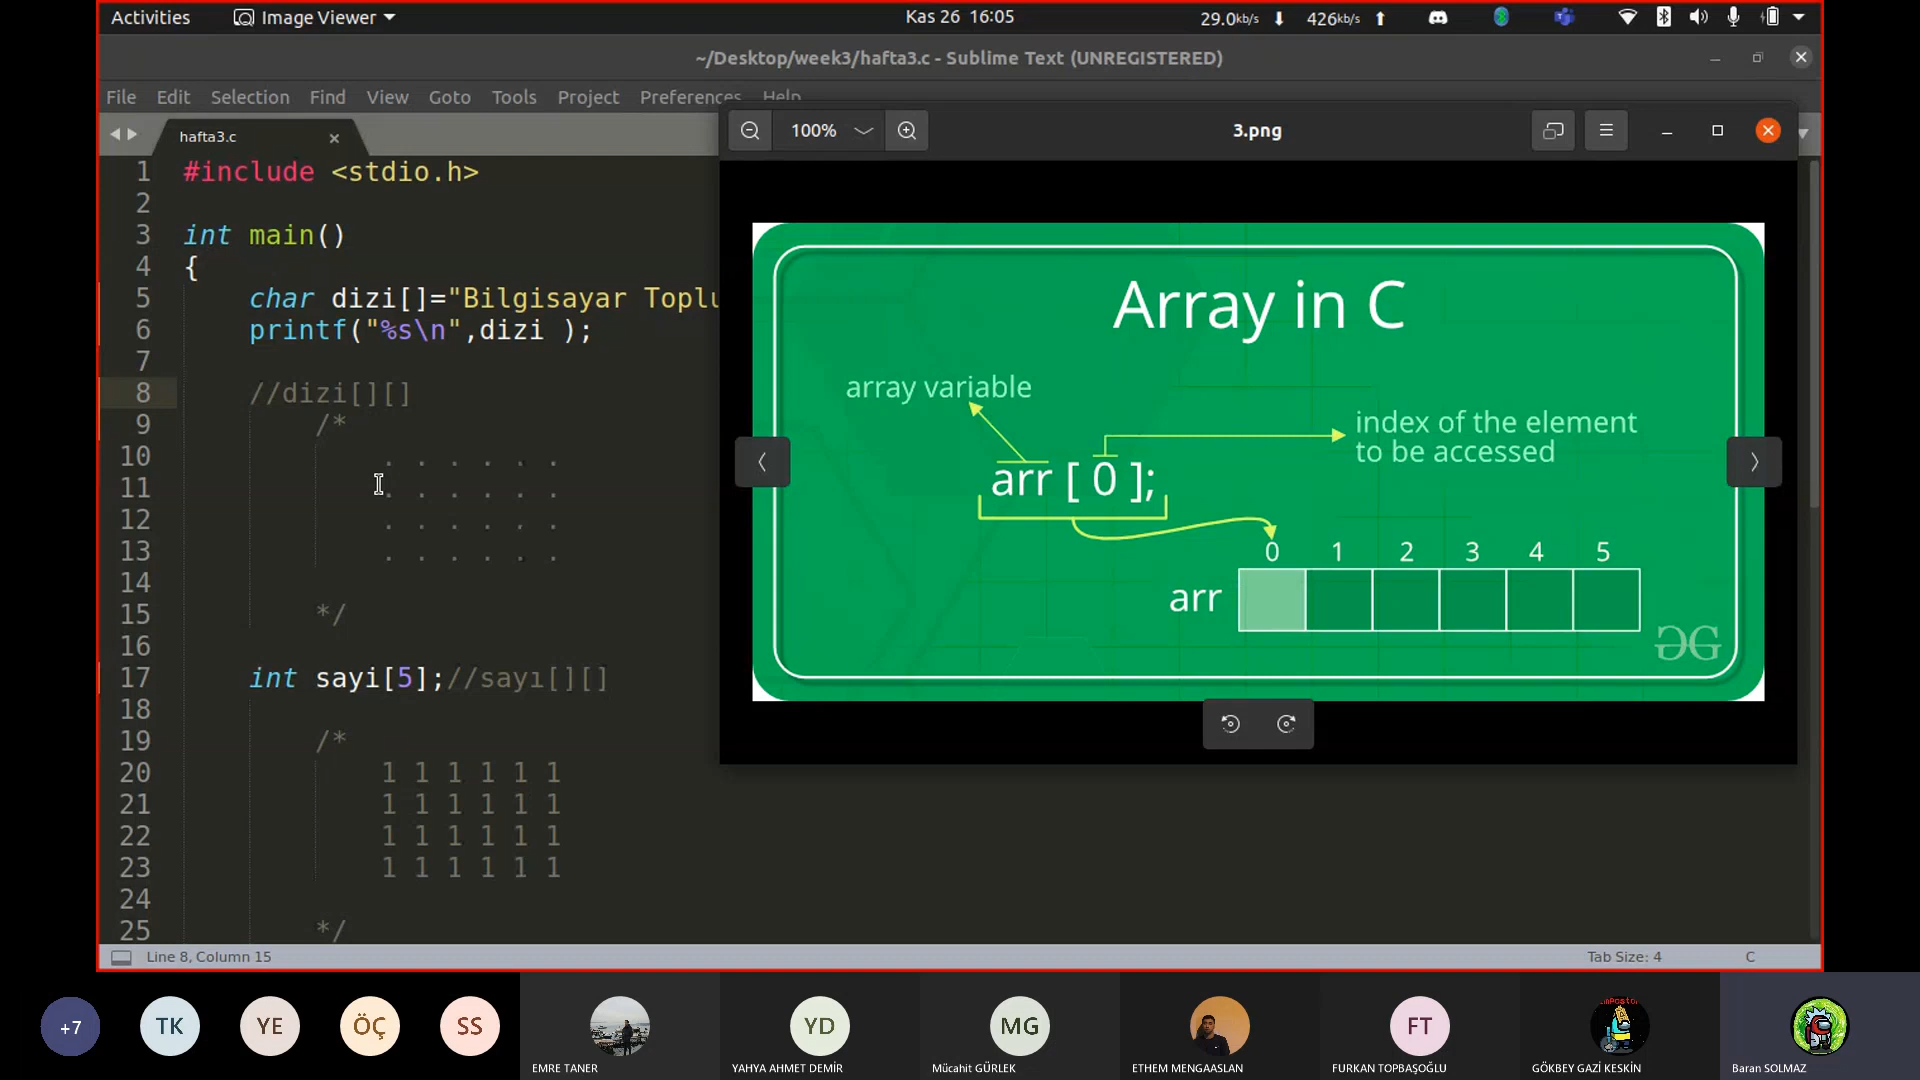 Activities
Image Viewer
Kas 26 16:05
29.0kb/s
426kb/s
~/Desktop/week3/hafta3.c - Sublime Text (UNREGISTERED)
File Edit Selection Find View Goto Tools Project Preferences Help
hafta3.c
1 #include <stdio.h>
2
3 int main()
4 {
5 char dizi[]="Bilgisayar Toplu
6 printf("%s\n",dizi );
7
8 //dizi[][]
9 /*
10 . . . . . .
11 . . . . . .
12 . . . . . .
13 . . . . . .
14
15 */
16
17 int sayi[5];//sayı[][]
18
19 /*
20 1 1 1 1 1 1
21 1 1 1 1 1 1
22 1 1 1 1 1 1
23 1 1 1 1 1 1
24
25 */
100%
3.png
Array in C
array variable
index of the element
to be accessed
arr [ 0 ];
0 1 2 3 4 5
arr
GG
Line 8, Column 15
Tab Size: 4
C
+7
TK
YE
ÖÇ
SS
EMRE TANER
YD
YAHYA AHMET DEMİR
MG
Mücahit GÜRLEK
ETHEM MENGAASLAN
FT
FURKAN TOPBAŞOĞLU
GÖKBEY GAZİ KESKİN
Baran SOLMAZ